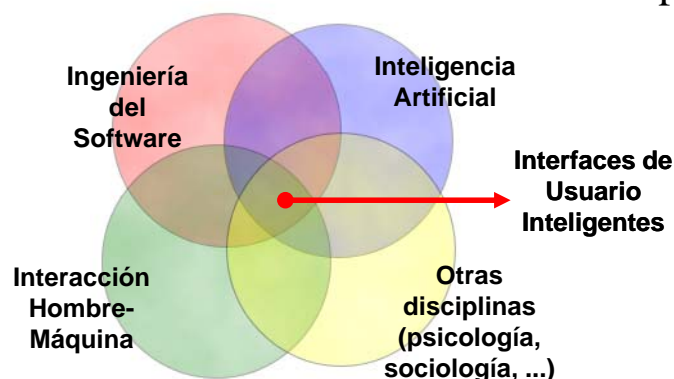 Ingeniería
del
Software
Inteligencia
Artificial
Interfaces de
Usuario
Inteligentes
Interacción
Hombre-
Máquina
Otras
disciplinas
(psicología,
sociología, ...)